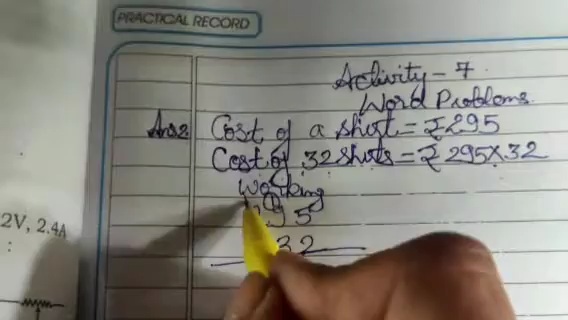 PRACTICAL RECORD
Activity - 7
Word Problems.
Ans2 Cost of a shirt = ₹295
Cost of 32 shirts = ₹295×32
Working
95
32
2V, 2.4A
: